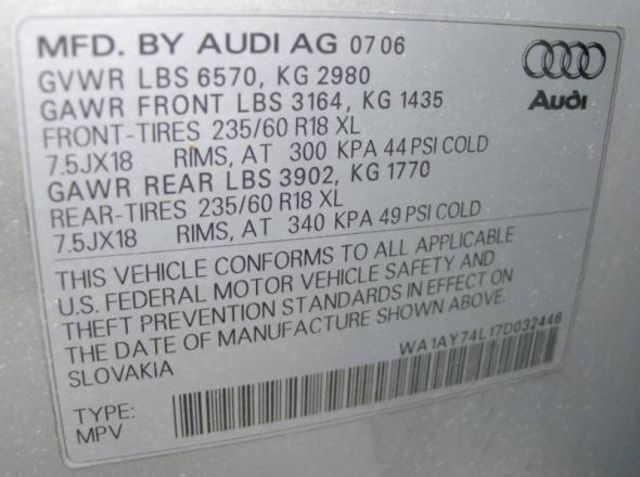 MFD. BY AUDI AG 07 06
GVWR LBS 6570, KG 2980
GAWR FRONT LBS 3164, KG 1435
FRONT-TIRES 235/60 R18 XL
7.5JX18 RIMS, AT 300 KPA 44 PSI COLD
GAWR REAR LBS 3902, KG 1770
REAR-TIRES 235/60 R18 XL
7.5JX18 RIMS, AT 340 KPA 49 PSI COLD
Audi
THIS VEHICLE CONFORMS TO ALL APPLICABLE
U.S. FEDERAL MOTOR VEHICLE SAFETY AND
THEFT PREVENTION STANDARDS IN EFFECT ON
THE DATE OF MANUFACTURE SHOWN ABOVE.
SLOVAKIA
WA1AY74L17D032446
TYPE:
MPV